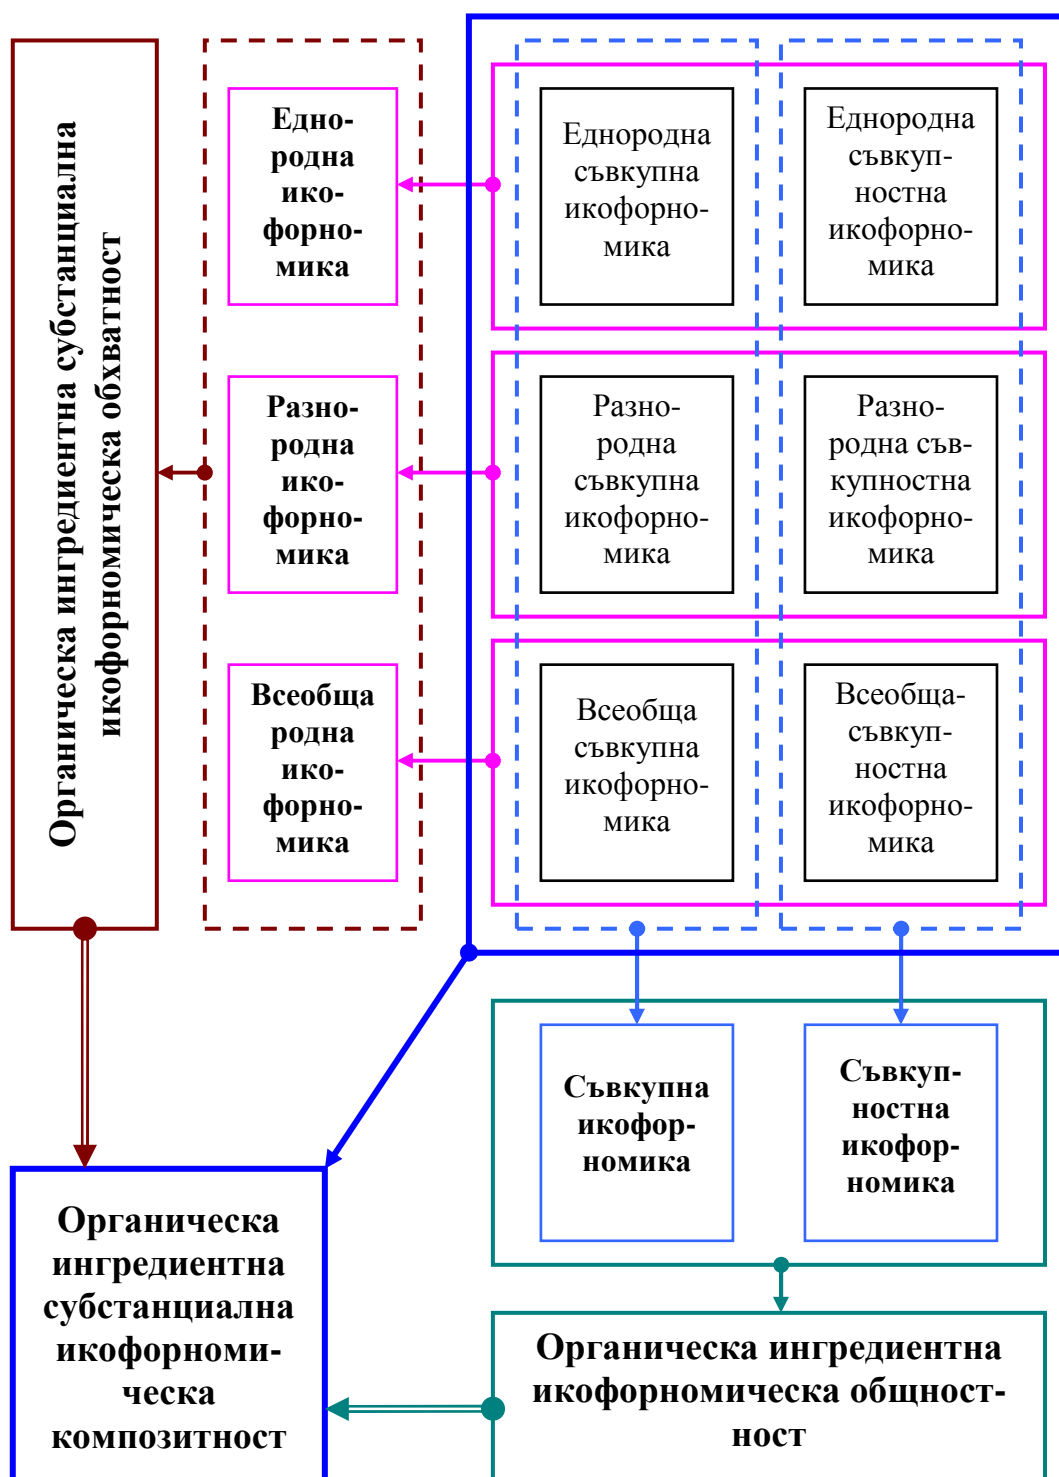 Органическа ингредиентна субстанциална
икофорномическа обхватност
Едно-
родна
ико-
форно-
мика
Еднородна
съвкупна
икофорно-
мика
Еднородна
съвкуп-
ностна
икофорно-
мика
Разно-
родна
ико-
форно-
мика
Разно-
родна
съвкупна
икофорно-
мика
Разно-
родна съв-
купностна
икофорно-
мика
Всеобща
родна
ико-
форно-
мика
Всеобща
съвкупна
икофорно-
мика
Всеобща-
съвкуп-
ностна
икофорно-
мика
Съвкупна
икофор-
номика
Съвкуп-
ностна
икофор-
номика
Органическа
ингредиентна
субстанциална
икофорноми-
ческа
композитност
Органическа ингредиентна
икофорномическа общност-
ност